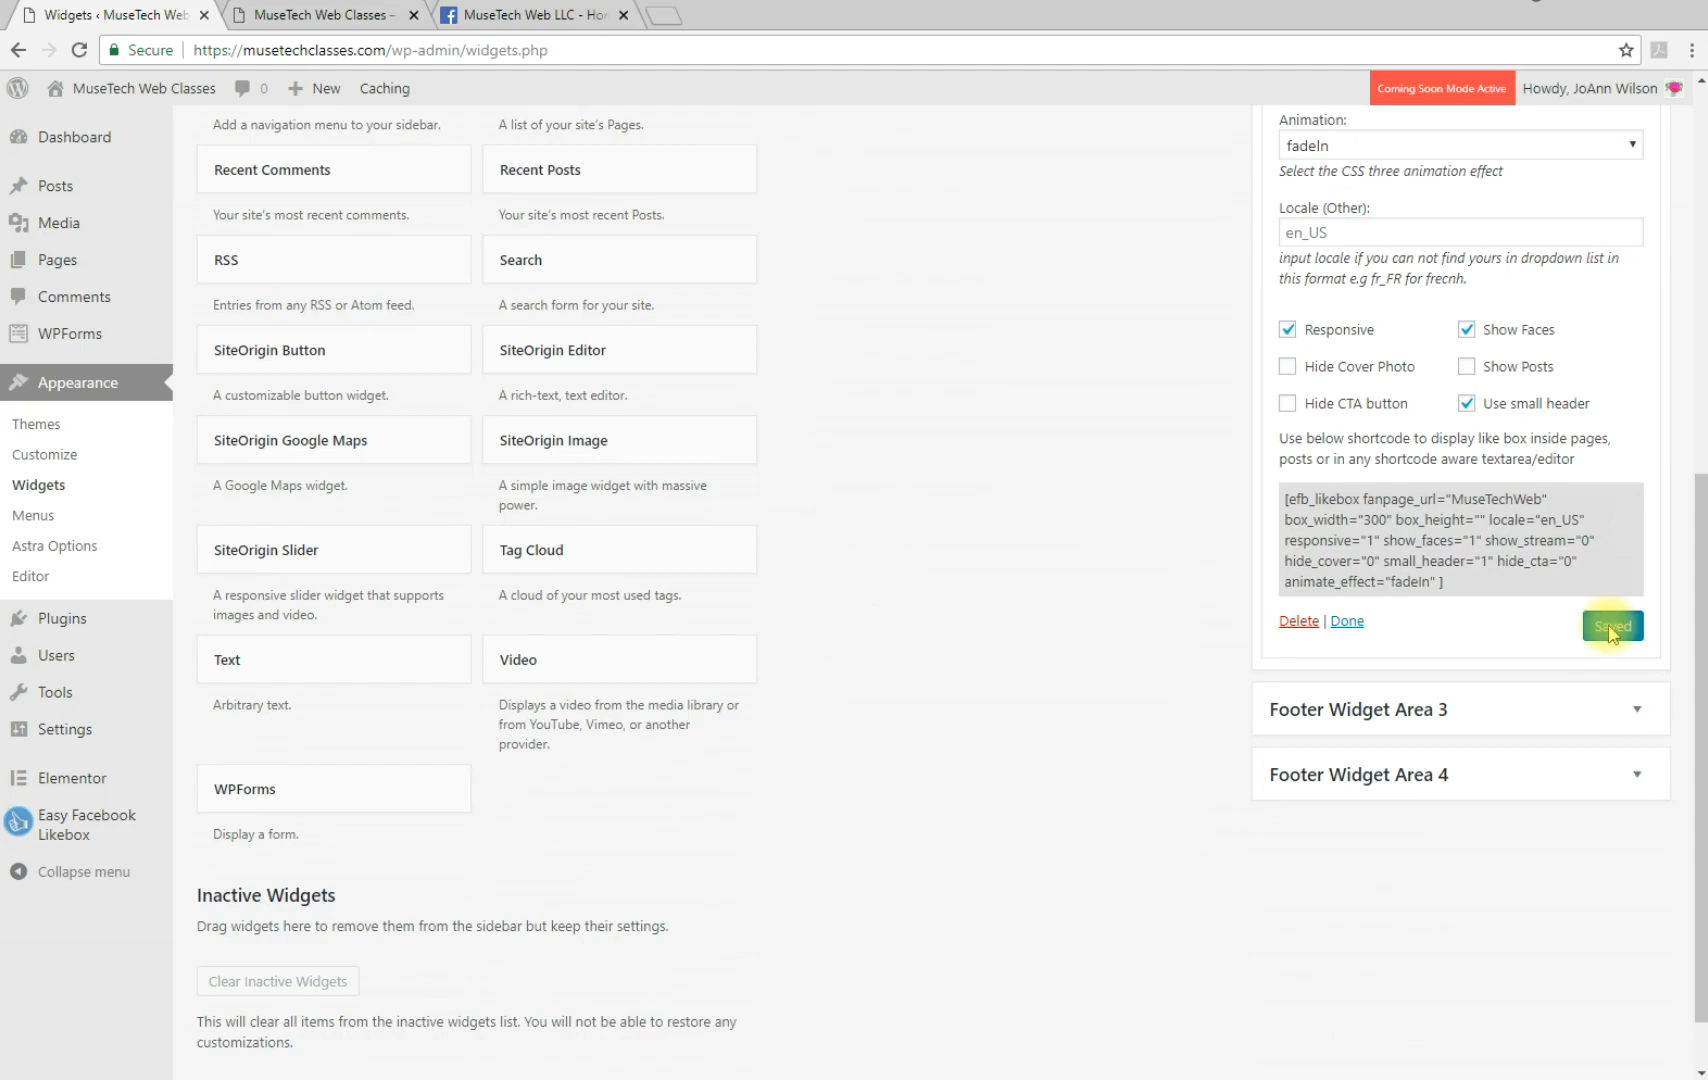 Widgets ‹ MuseTech Web
MuseTech Web Classes –
MuseTech Web LLC - Hor
Secure
https://musetechclasses.com/wp-admin/widgets.php
MuseTech Web Classes
0
New
Caching
Coming Soon Mode Active
Howdy, JoAnn Wilson
Dashboard
Posts
Media
Pages
Comments
WPForms
Appearance
Themes
Customize
Widgets
Menus
Astra Options
Editor
Plugins
Users
Tools
Settings
Elementor
Easy Facebook
Likebox
Collapse menu
Add a navigation menu to your sidebar.
A list of your site's Pages.
Recent Comments
Recent Posts
Your site's most recent comments.
Your site's most recent Posts.
RSS
Search
Entries from any RSS or Atom feed.
A search form for your site.
SiteOrigin Button
SiteOrigin Editor
A customizable button widget.
A rich-text, text editor.
SiteOrigin Google Maps
SiteOrigin Image
A Google Maps widget.
A simple image widget with massive
power.
SiteOrigin Slider
Tag Cloud
A responsive slider widget that supports
images and video.
A cloud of your most used tags.
Text
Video
Arbitrary text.
Displays a video from the media library or
from YouTube, Vimeo, or another
provider.
WPForms
Display a form.
Inactive Widgets
Drag widgets here to remove them from the sidebar but keep their settings.
Clear Inactive Widgets
This will clear all items from the inactive widgets list. You will not be able to restore any
customizations.
Animation:
fadeIn
Select the CSS three animation effect
Locale (Other):
en_US
input locale if you can not find yours in dropdown list in
this format e.g fr_FR for frecnh.
Responsive
Show Faces
Hide Cover Photo
Show Posts
Hide CTA button
Use small header
Use below shortcode to display like box inside pages,
posts or in any shortcode aware textarea/editor
[efb_likebox fanpage_url="MuseTechWeb"
box_width="300" box_height="" locale="en_US"
responsive="1" show_faces="1" show_stream="0"
hide_cover="0" small_header="1" hide_cta="0"
animate_effect="fadeIn" ]
Delete | Done
Saved
Footer Widget Area 3
Footer Widget Area 4